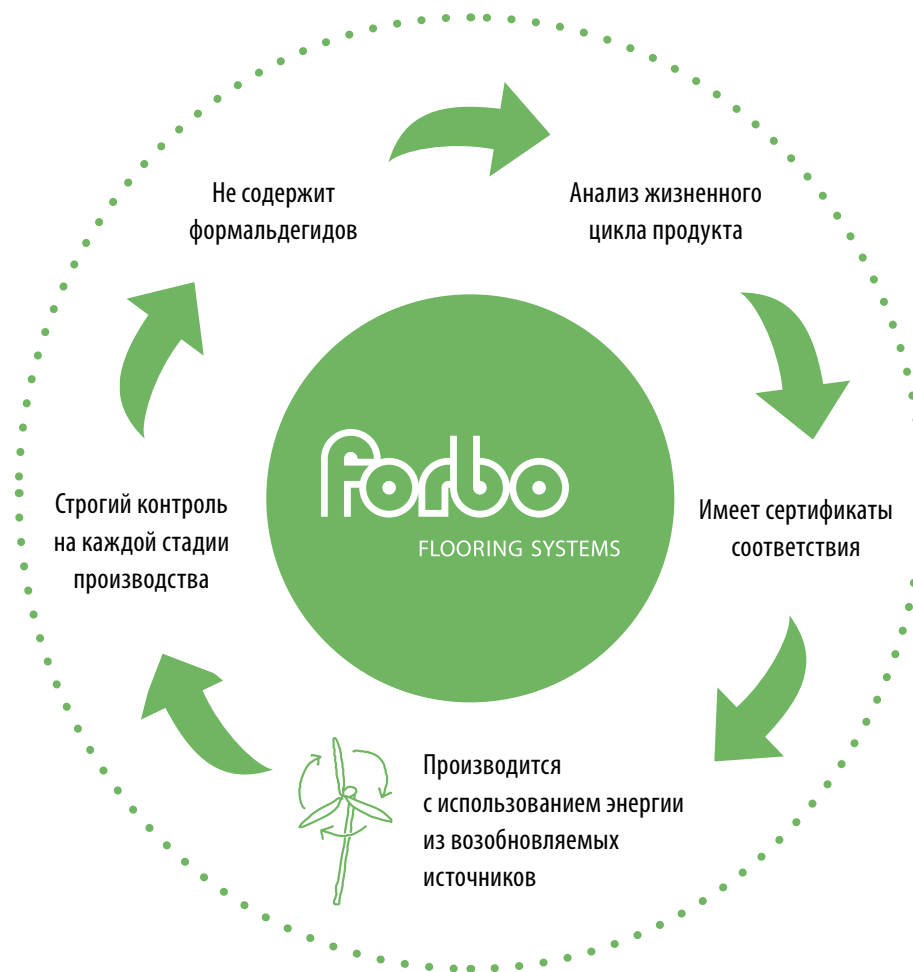 Не содержит
формальдегидов
Анализ жизненного
цикла продукта
Строгий контроль
на каждой стадии
производства
forbo
FLOORING SYSTEMS
Имеет сертификаты
соответствия
Производится
с использованием энергии
из возобновляемых
источников